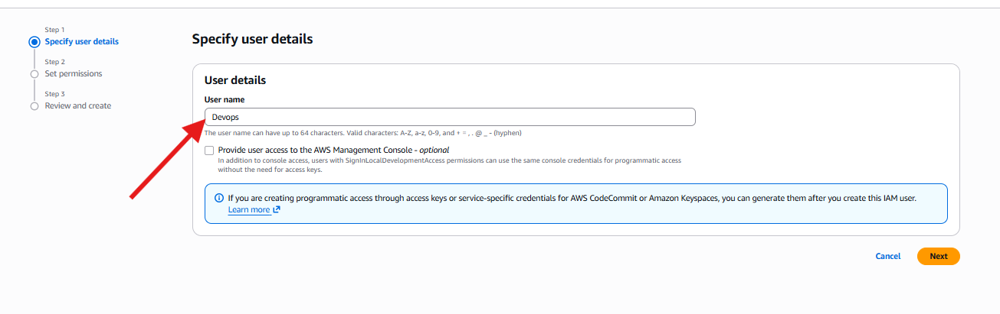 Step 1
Specify user details
Step 2
Set permissions
Step 3
Review and create
Specify user details
User details
User name
Devops
The user name can have up to 64 characters. Valid characters: A-Z, a-z, 0-9, and + = , . @ _ - (hyphen)
Provide user access to the AWS Management Console - optional
In addition to console access, users with SignInLocalDevelopmentAccess permissions can use the same console credentials for programmatic access
without the need for access keys.
If you are creating programmatic access through access keys or service-specific credentials for AWS CodeCommit or Amazon Keyspaces, you can generate them after you create this IAM user.
Learn more
Cancel
Next